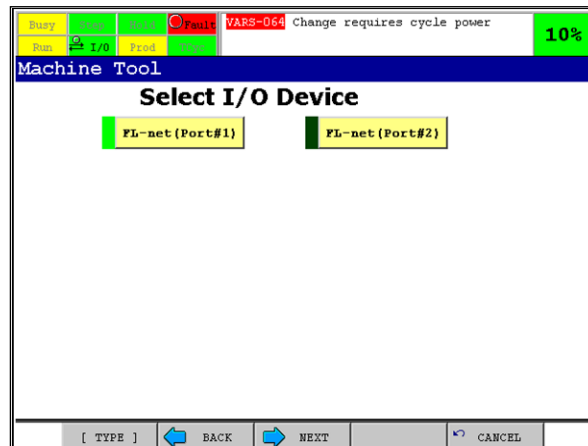 Busy Step Hold Fault VARS-064 Change requires cycle power
Run I/O Prod TCyc 10%
Machine Tool
Select I/O Device
FL-net(Port#1) FL-net(Port#2)
[ TYPE ] BACK NEXT CANCEL